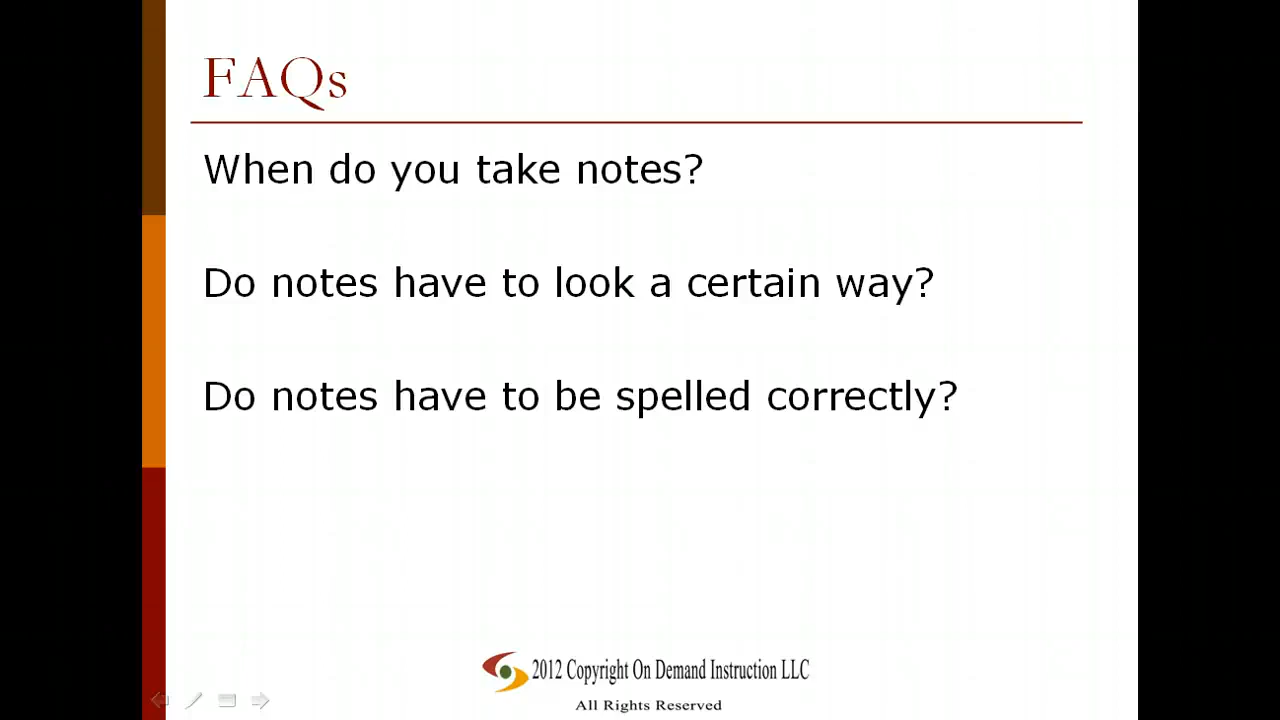 FAQs
When do you take notes?
Do notes have to look a certain way?
Do notes have to be spelled correctly?
2012 Copyright On Demand Instruction LLC
All Rights Reserved